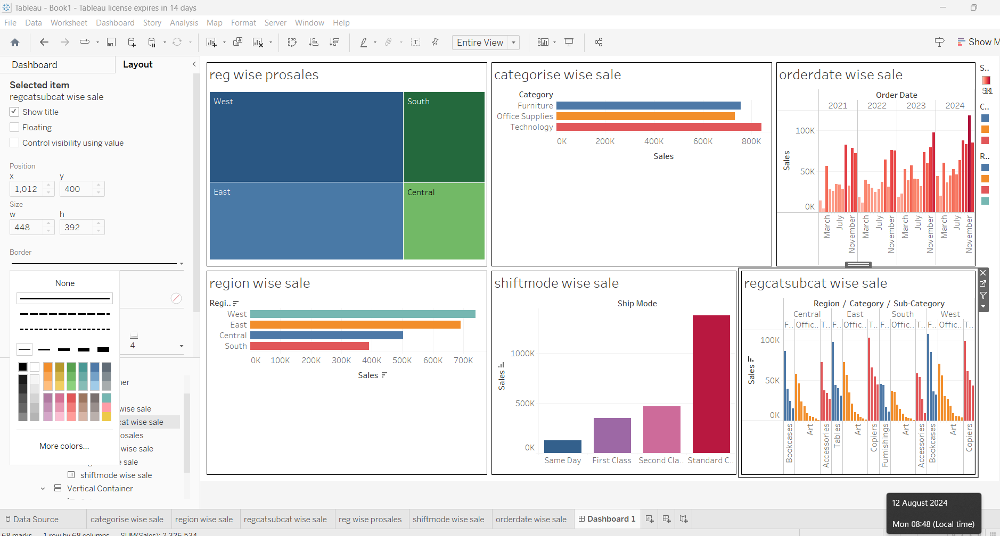 Tableau - Book1 - Tableau license expires in 14 days
File Data Worksheet Dashboard Story Analysis Map Format Server Window Help
Entire View
Show M
Dashboard
Layout
Selected item
regcatsubcat wise sale
Show title
Floating
Control visibility using value
Position
x y
1,012 400
Size
w h
448 392
Border
None
4
More colors...
ner
wise sale
cat wise sale
rosales
wise sale
e sale
shiftmode wise sale
Vertical Container
reg wise prosales
West
South
East
Central
categorise wise sale
Category
Furniture
Office Supplies
Technology
0K 200K 400K 600K 800K
Sales
orderdate wise sale
Order Date
2021 2022 2023 2024
Sales
100K
50K
0K
March July November March July November March July November March July November
S..
C..
R..
region wise sale
Regi..
West
East
Central
South
0K 100K 200K 300K 400K 500K 600K 700K
Sales
shiftmode wise sale
Ship Mode
Sales
1000K
500K
0K
Same Day First Class Second Cla.. Standard C..
regcatsubcat wise sale
Region / Category / Sub-Category
Central East South West
F.. Offic.. T.. F.. Offic.. T.. F.. Offic.. T.. F.. Offic.. T..
Sales
100K
50K
0K
Bookcases Art Accessories Tables Art Copiers Furnishings Art Accessories Bookcases Art Copiers
12 August 2024
Mon 08:48 (Local time)
Data Source categorise wise sale region wise sale regcatsubcat wise sale reg wise prosales shiftmode wise sale orderdate wise sale Dashboard 1
68 marks 1 row by 68 columns SUM(Sales): 2,326,534